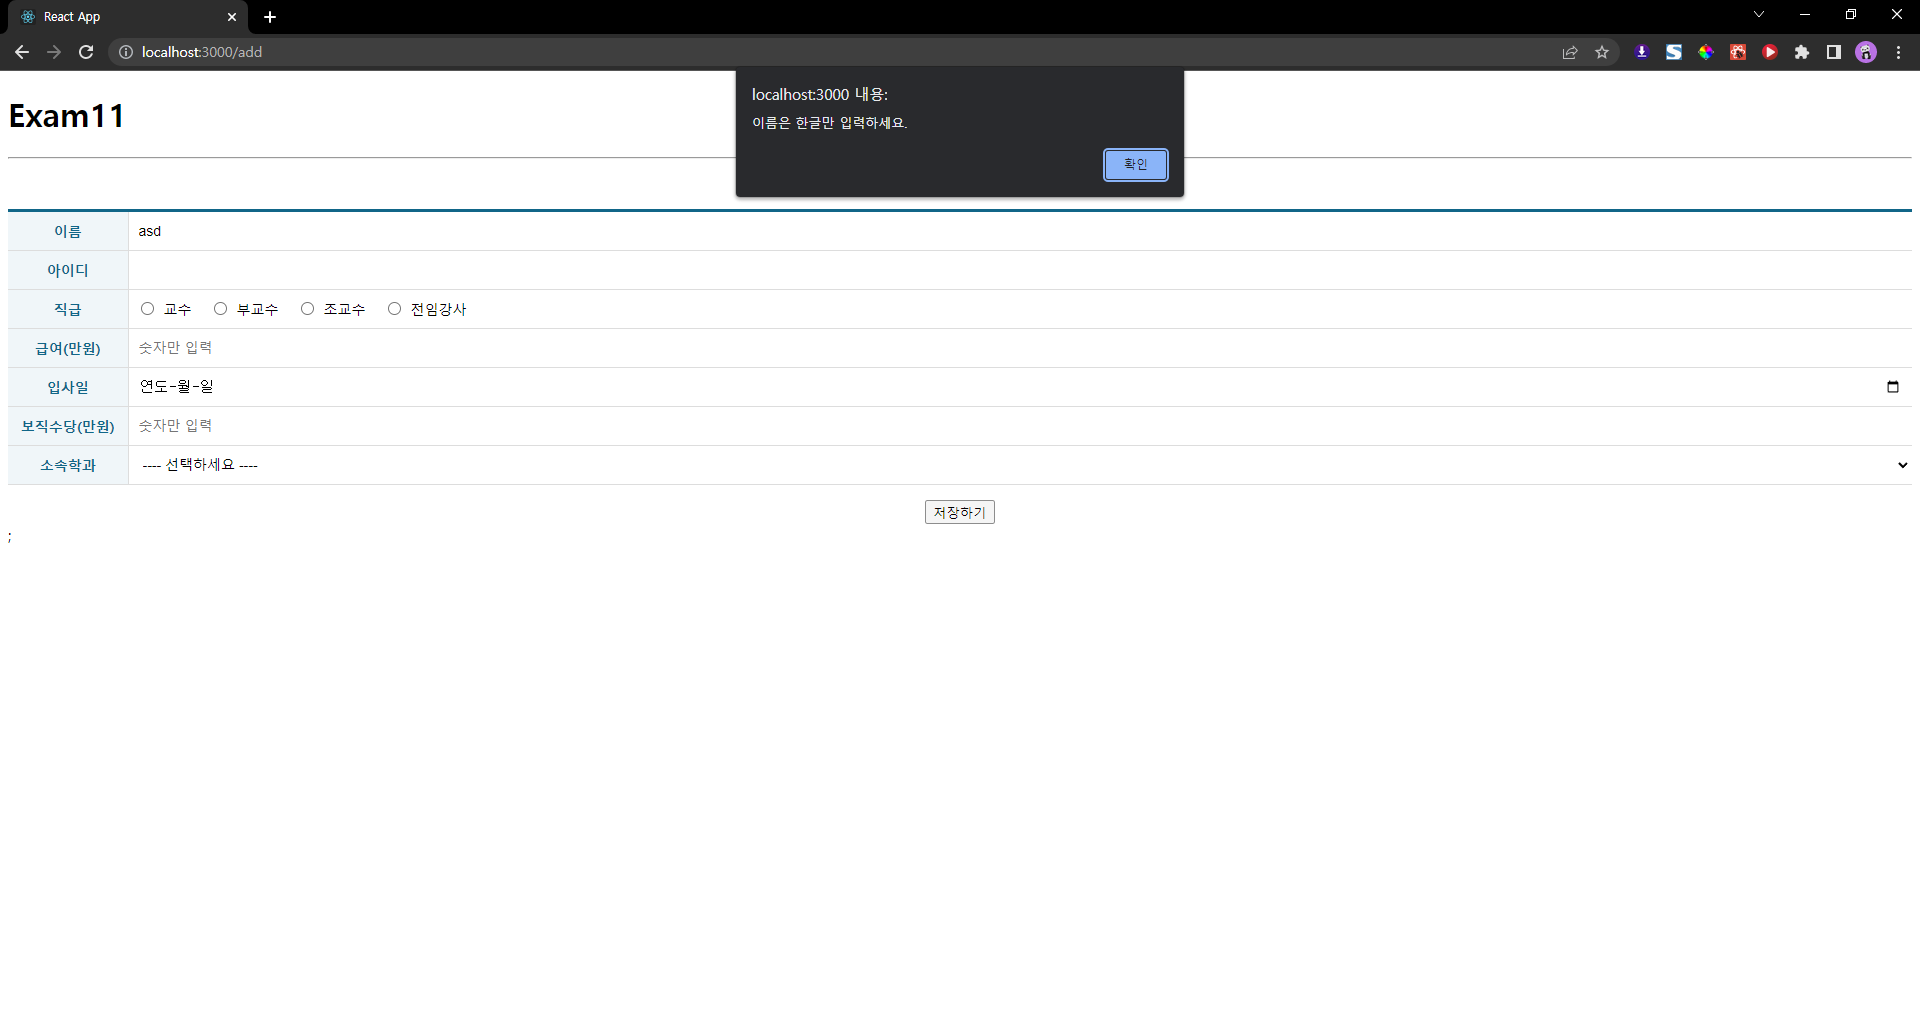 React App
localhost:3000/add
localhost:3000 내용:
이름은 한글만 입력하세요.
확인
Exam11
이름 asd
아이디
직급 교수 부교수 조교수 전임강사
급여(만원) 숫자만 입력
입사일 연도-월-일
보직수당(만원) 숫자만 입력
소속학과 ---- 선택하세요 ----
저장하기
;